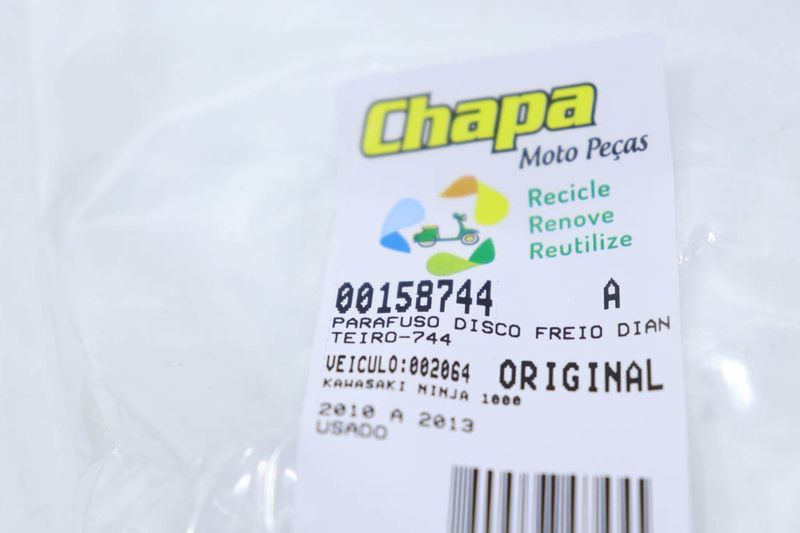 Chapa
Moto Peças
Recicle
Renove
Reutilize
00158744 A
PARAFUSO DISCO FREIO DIAN
TEIRO-744
VEICULO:002064 ORIGINAL
KAWASAKI NINJA 1000
2010 A 2013
USADO